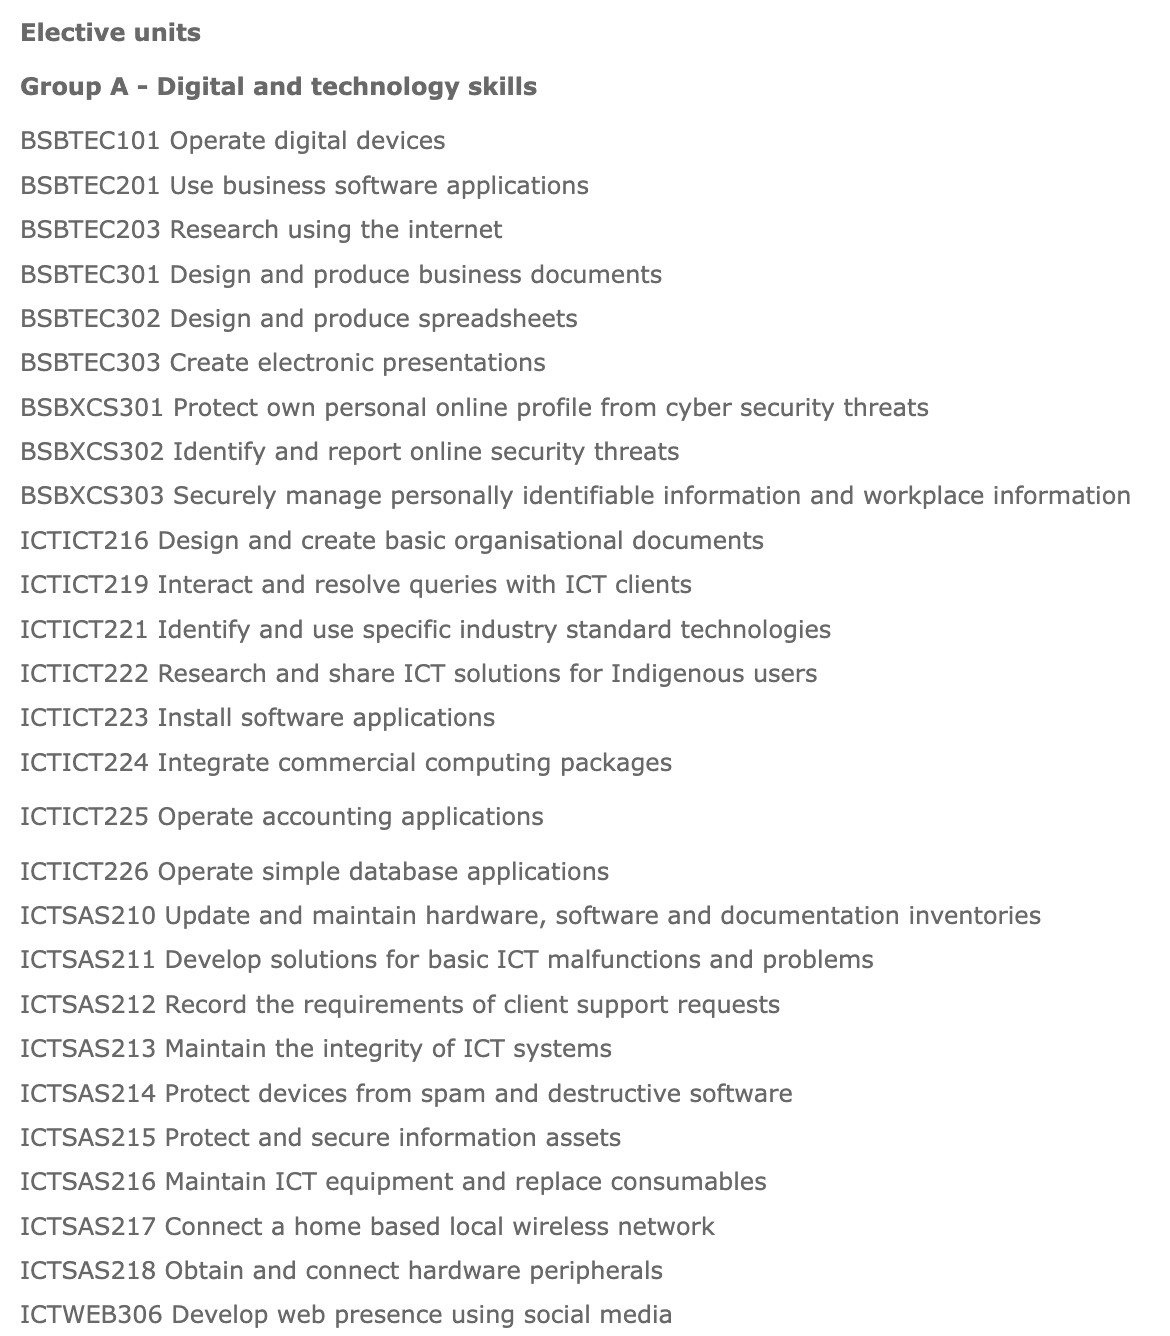 Elective units
Group A - Digital and technology skills
BSBTEC101 Operate digital devices
BSBTEC201 Use business software applications
BSBTEC203 Research using the internet
BSBTEC301 Design and produce business documents
BSBTEC302 Design and produce spreadsheets
BSBTEC303 Create electronic presentations
BSBXCS301 Protect own personal online profile from cyber security threats
BSBXCS302 Identify and report online security threats
BSBXCS303 Securely manage personally identifiable information and workplace information
ICTICT216 Design and create basic organisational documents
ICTICT219 Interact and resolve queries with ICT clients
ICTICT221 Identify and use specific industry standard technologies
ICTICT222 Research and share ICT solutions for Indigenous users
ICTICT223 Install software applications
ICTICT224 Integrate commercial computing packages
ICTICT225 Operate accounting applications
ICTICT226 Operate simple database applications
ICTSAS210 Update and maintain hardware, software and documentation inventories
ICTSAS211 Develop solutions for basic ICT malfunctions and problems
ICTSAS212 Record the requirements of client support requests
ICTSAS213 Maintain the integrity of ICT systems
ICTSAS214 Protect devices from spam and destructive software
ICTSAS215 Protect and secure information assets
ICTSAS216 Maintain ICT equipment and replace consumables
ICTSAS217 Connect a home based local wireless network
ICTSAS218 Obtain and connect hardware peripherals
ICTWEB306 Develop web presence using social media